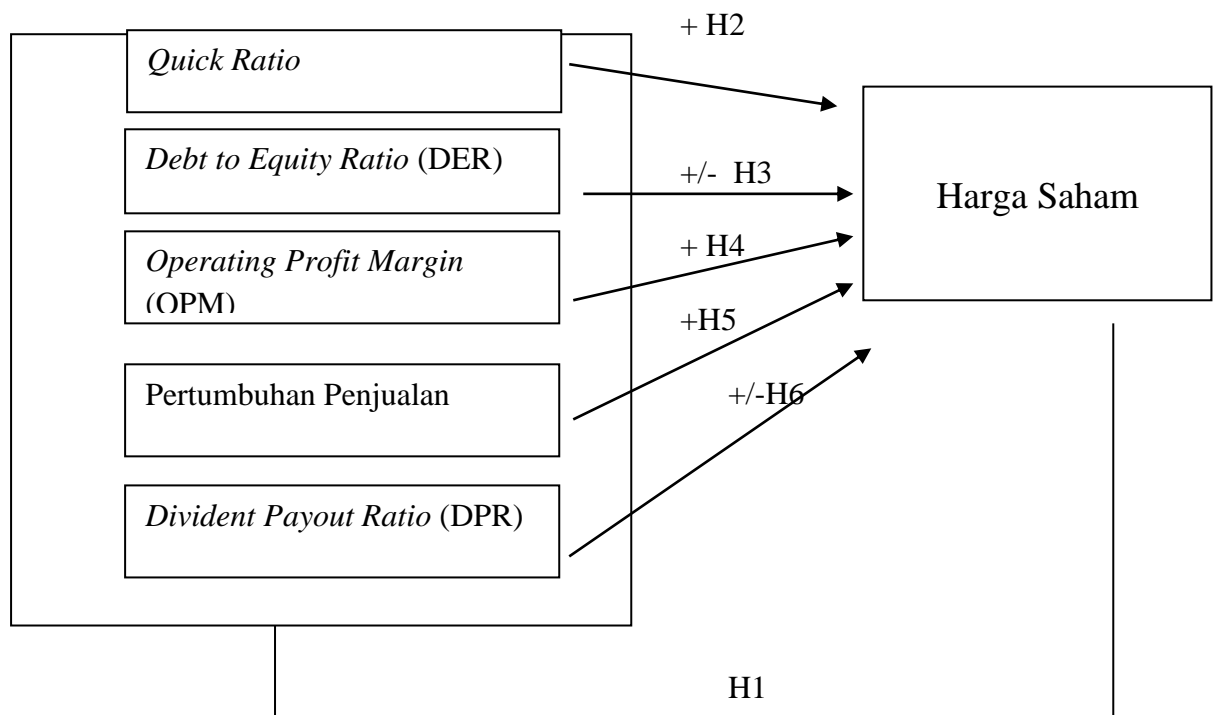 + H2
Quick Ratio
Debt to Equity Ratio (DER)
+/- H3
Harga Saham
Operating Profit Margin
(OPM)
+ H4
+H5
Pertumbuhan Penjualan
+/-H6
Divident Payout Ratio (DPR)
H1